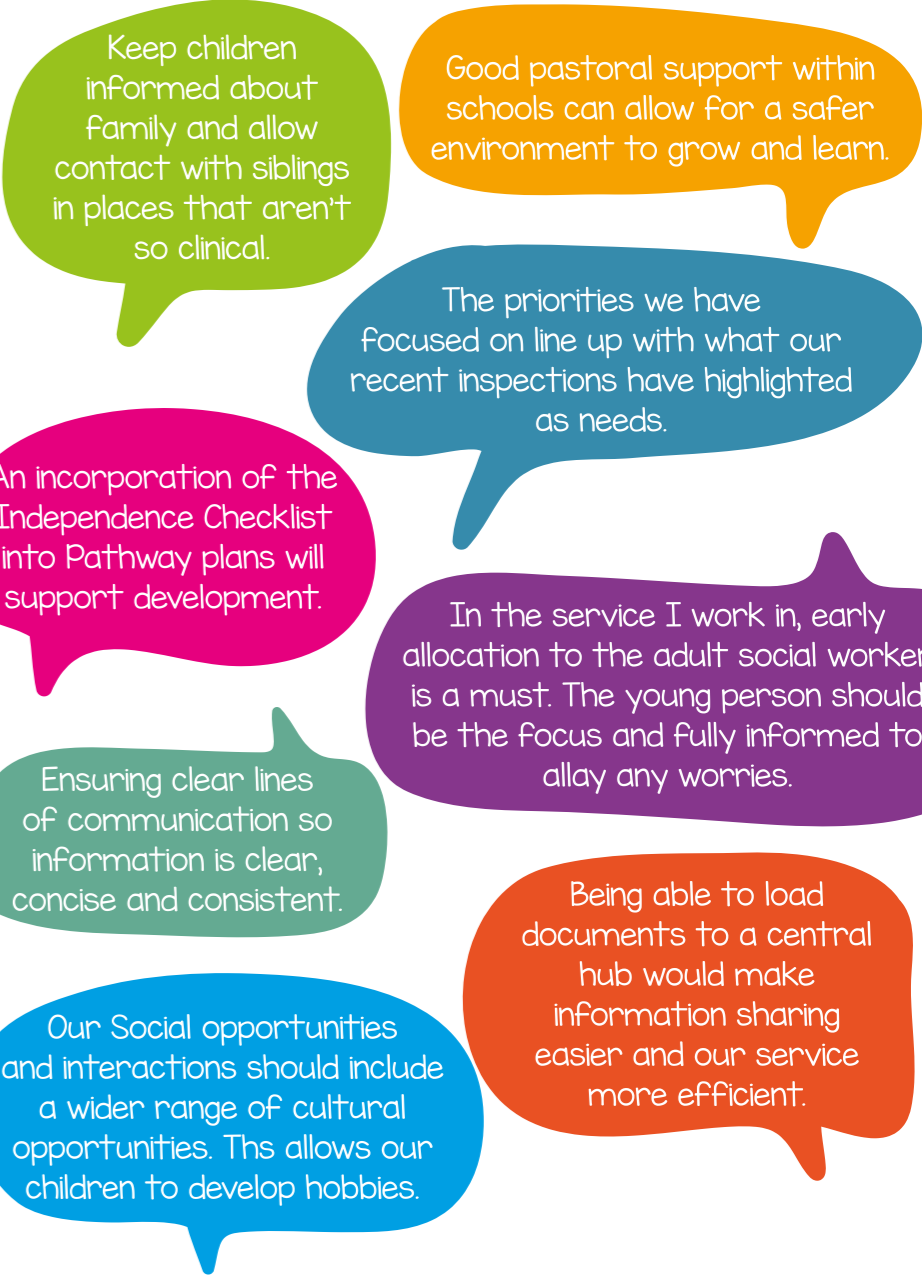 Keep children
informed about
family and allow
contact with siblings
in places that aren't
so clinical.
Good pastoral support within
schools can allow for a safer
environment to grow and learn.
The priorities we have
focused on line up with what our
recent inspections have highlighted
as needs.
An incorporation of the
Independence Checklist
into Pathway plans will
support development.
In the service I work in, early
allocation to the adult social worker
is a must. The young person should
be the focus and fully informed to
allay any worries.
Ensuring clear lines
of communication so
information is clear,
concise and consistent.
Being able to load
documents to a central
hub would make
information sharing
easier and our service
more efficient.
Our Social opportunities
and interactions should include
a wider range of cultural
opportunities. Ths allows our
children to develop hobbies.